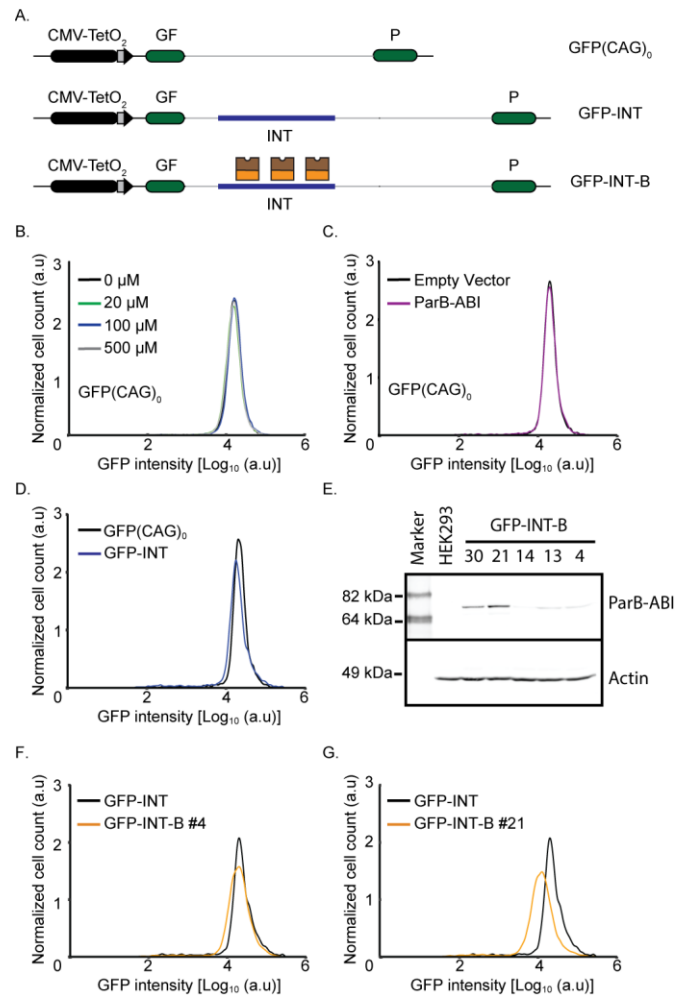 A.
CMV-TetO₂ GF P GFP(CAG)₀
CMV-TetO₂ GF P GFP-INT
INT
CMV-TetO₂ GF P GFP-INT-B
INT
B.
Normalized cell count (a.u)
3
2
1
0
0 µM
20 µM
100 µM
500 µM
GFP(CAG)₀
2 4 6
GFP intensity [Log₁₀ (a.u)]
C.
Normalized cell count (a.u)
3
2
1
0
Empty Vector
ParB-ABI
GFP(CAG)₀
2 4 6
GFP intensity [Log₁₀ (a.u)]
D.
Normalized cell count (a.u)
3
2
1
0
GFP(CAG)₀
GFP-INT
2 4 6
GFP intensity [Log₁₀ (a.u)]
E.
Marker
HEK293
GFP-INT-B
30 21 14 13 4
82 kDa
64 kDa
ParB-ABI
49 kDa
Actin
F.
Normalized cell count (a.u)
3
2
1
0
GFP-INT
GFP-INT-B #4
2 4 6
GFP intensity [Log₁₀ (a.u)]
G.
Normalized cell count (a.u)
3
2
1
0
GFP-INT
GFP-INT-B #21
2 4 6
GFP intensity [Log₁₀ (a.u)]